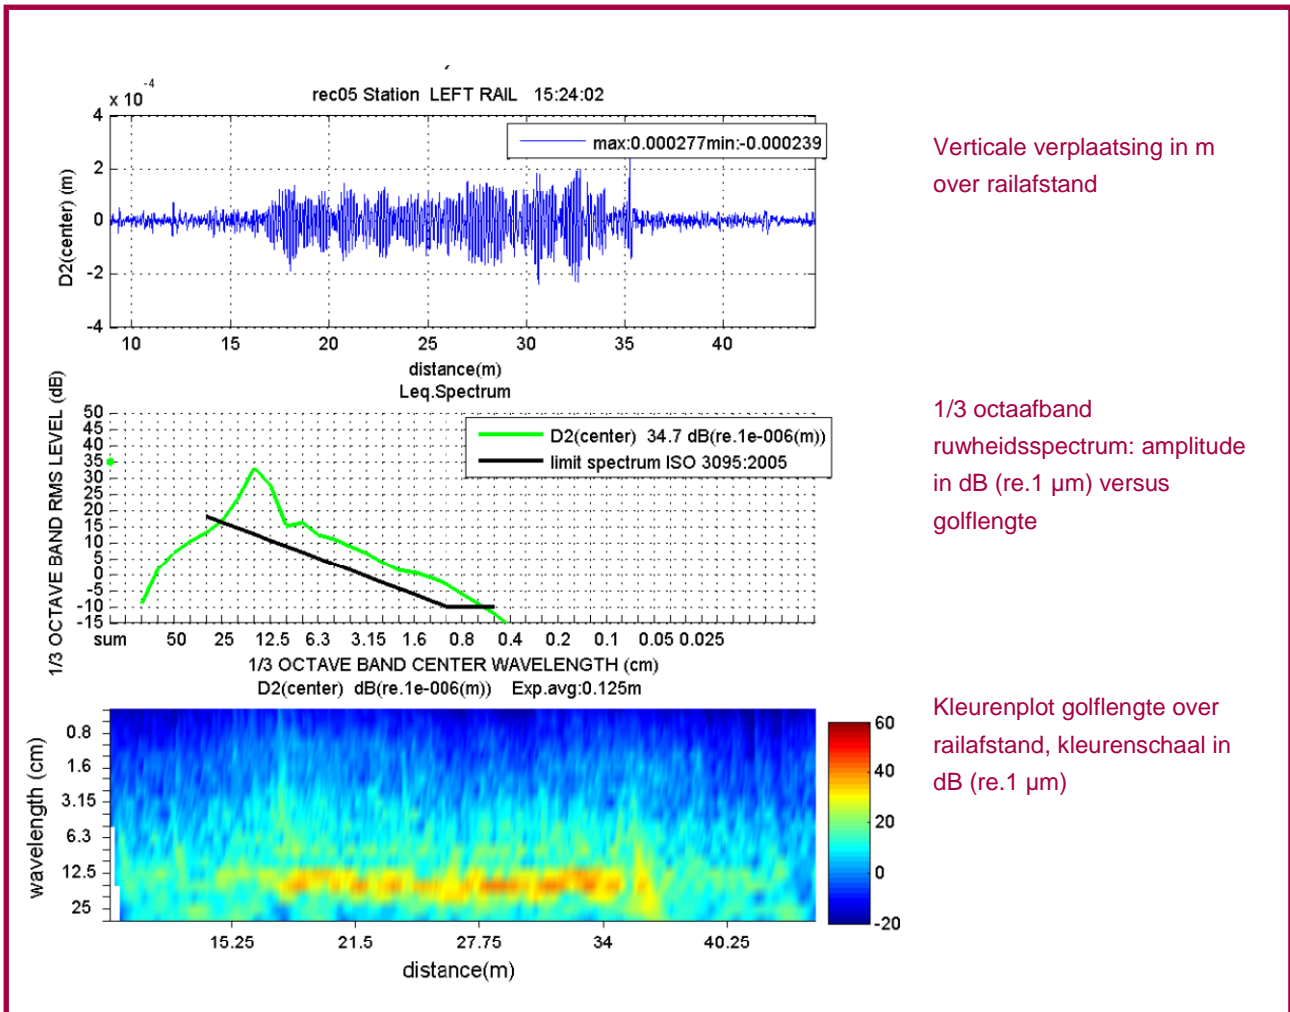 x 10 -4
rec05 Station LEFT RAIL 15:24:02
4
2
0
-2
-4
D2(center) (m)
max:0.000277min:-0.000239
10 15 20 25 30 35 40
distance(m)
Verticale verplaatsing in m
over railafstand
Leq.Spectrum
1/3 OCTAVE BAND RMS LEVEL (dB)
50
45
40
35
30
25
20
15
10
5
0
-5
-10
-15
D2(center) 34.7 dB(re.1e-006(m))
limit spectrum ISO 3095:2005
sum 50 25 12.5 6.3 3.15 1.6 0.8 0.4 0.2 0.1 0.05 0.025
1/3 OCTAVE BAND CENTER WAVELENGTH (cm)
1/3 octaafband
ruwheidsspectrum: amplitude
in dB (re.1 µm) versus
golflengte
D2(center) dB(re.1e-006(m)) Exp.avg:0.125m
wavelength (cm)
0.8
1.6
3.15
6.3
12.5
25
15.25 21.5 27.75 34 40.25
distance(m)
60
40
20
0
-20
Kleurenplot golflengte over
railafstand, kleurenschaal in
dB (re.1 µm)